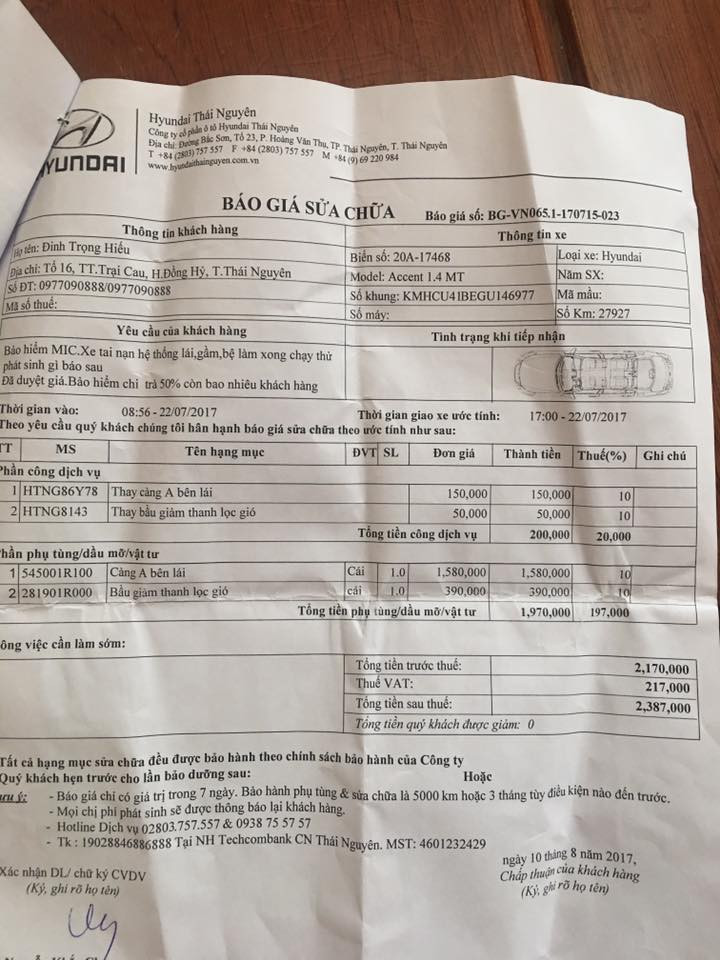 HYUNDAI
Hyundai Thái Nguyên
Công ty cổ phần ô tô Hyundai Thái Nguyên
Địa chỉ: Đường Bắc Sơn, Tổ 23, P. Hoàng Văn Thụ, TP. Thái Nguyên, T. Thái Nguyên
T +84 (2803) 757 557 F +84 (2803) 757 557 M +84 (9) 69 220 984
www.hyundaithainguyen.com.vn
BÁO GIÁ SỬA CHỮA Báo giá số: BG-VN065.1-170715-023
Thông tin khách hàng Thông tin xe
Họ tên: Đinh Trọng Hiếu
Địa chỉ: Tổ 16, TT.Trại Cau, H.Đồng Hỷ, T.Thái Nguyên
Số ĐT: 0977090888/0977090888
Mã số thuế:
Biển số: 20A-17468 Loại xe: Hyundai
Model: Accent 1.4 MT Năm SX:
Số khung: KMHCU41BEGU146977 Mã màu:
Số máy: Số Km: 27927
Yêu cầu của khách hàng Tình trạng khi tiếp nhận
Bảo hiểm MIC.Xe tai nạn hệ thống lái,gầm,bệ làm xong chạy thử
phát sinh gì báo sau
Đã duyệt giá.Bảo hiểm chi trả 50% còn bao nhiêu khách hàng
Thời gian vào: 08:56 - 22/07/2017 Thời gian giao xe ước tính: 17:00 - 22/07/2017
Theo yêu cầu quý khách chúng tôi hân hạnh báo giá sửa chữa theo ước tính như sau:
TT MS Tên hạng mục ĐVT SL Đơn giá Thành tiền Thuế(%) Ghi chú
Phần công dịch vụ
1 HTNG86Y78 Thay càng A bên lái 150,000 150,000 10
2 HTNG8143 Thay bầu giảm thanh lọc gió 50,000 50,000 10
Tổng tiền công dịch vụ 200,000 20,000
Phần phụ tùng/dầu mỡ/vật tư
1 545001R100 Càng A bên lái Cái 1.0 1,580,000 1,580,000 10
2 281901R000 Bầu giảm thanh lọc gió cái 1.0 390,000 390,000 10
Tổng tiền phụ tùng/dầu mỡ/vật tư 1,970,000 197,000
ông việc cần làm sớm:
Tổng tiền trước thuế: 2,170,000
Thuế VAT: 217,000
Tổng tiền sau thuế: 2,387,000
Tổng tiền quý khách được giảm: 0
Tất cả hạng mục sửa chữa đều được bảo hành theo chính sách bảo hành của Công ty
Quý khách hẹn trước cho lần bảo dưỡng sau: Hoặc
ưu ý: - Báo giá chỉ có giá trị trong 7 ngày. Bảo hành phụ tùng & sửa chữa là 5000 km hoặc 3 tháng tùy điều kiện nào đến trước.
- Mọi chi phí phát sinh sẽ được thông báo lại khách hàng.
- Hotline Dịch vụ 02803.757.557 & 0938 75 57 57
- Tk : 19028846886888 Tại NH Techcombank CN Thái Nguyên. MST: 4601232429
ngày 10 tháng 8 năm 2017,
Xác nhận DL/ chữ ký CVDV Chấp thuận của khách hàng
(Ký, ghi rõ họ tên) (Ký, ghi rõ họ tên)